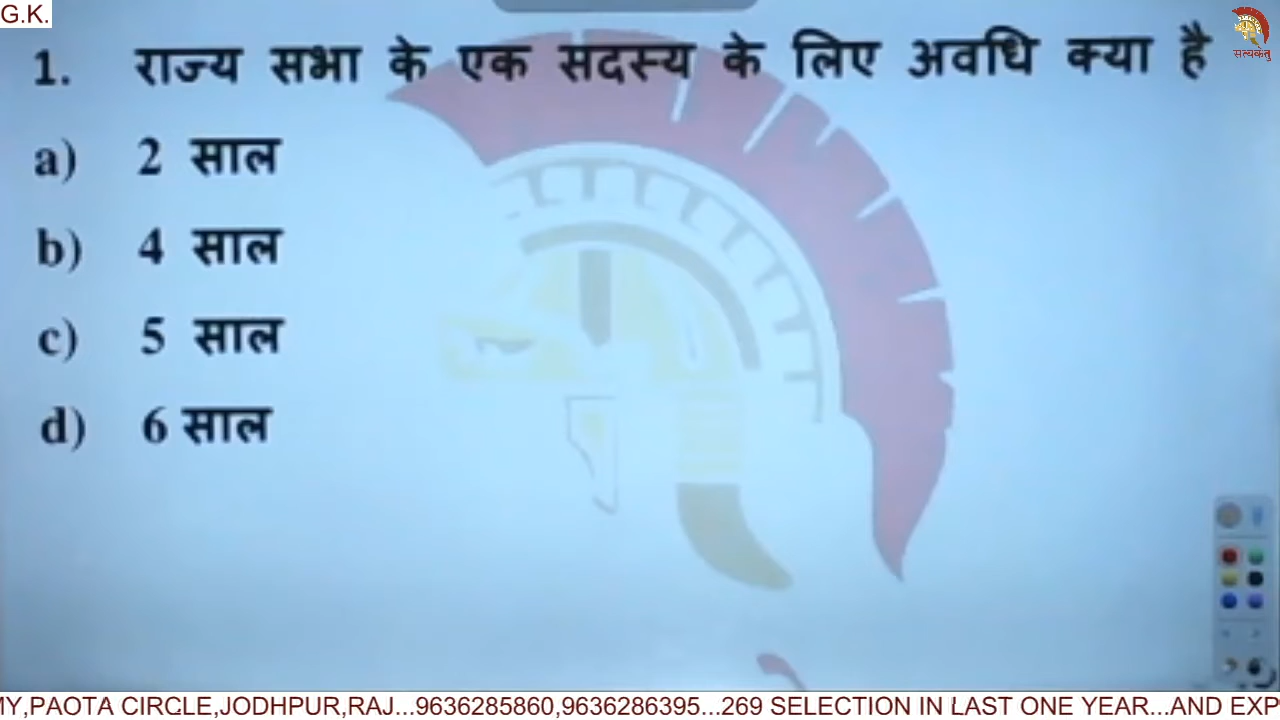 G.K.
सत्यकेतु
1. राज्य सभा के एक सदस्य के लिए अवधि क्या है
a) 2 साल
b) 4 साल
c) 5 साल
d) 6 साल
MY,PAOTA CIRCLE,JODHPUR,RAJ...9636285860,9636286395...269 SELECTION IN LAST ONE YEAR...AND EXP